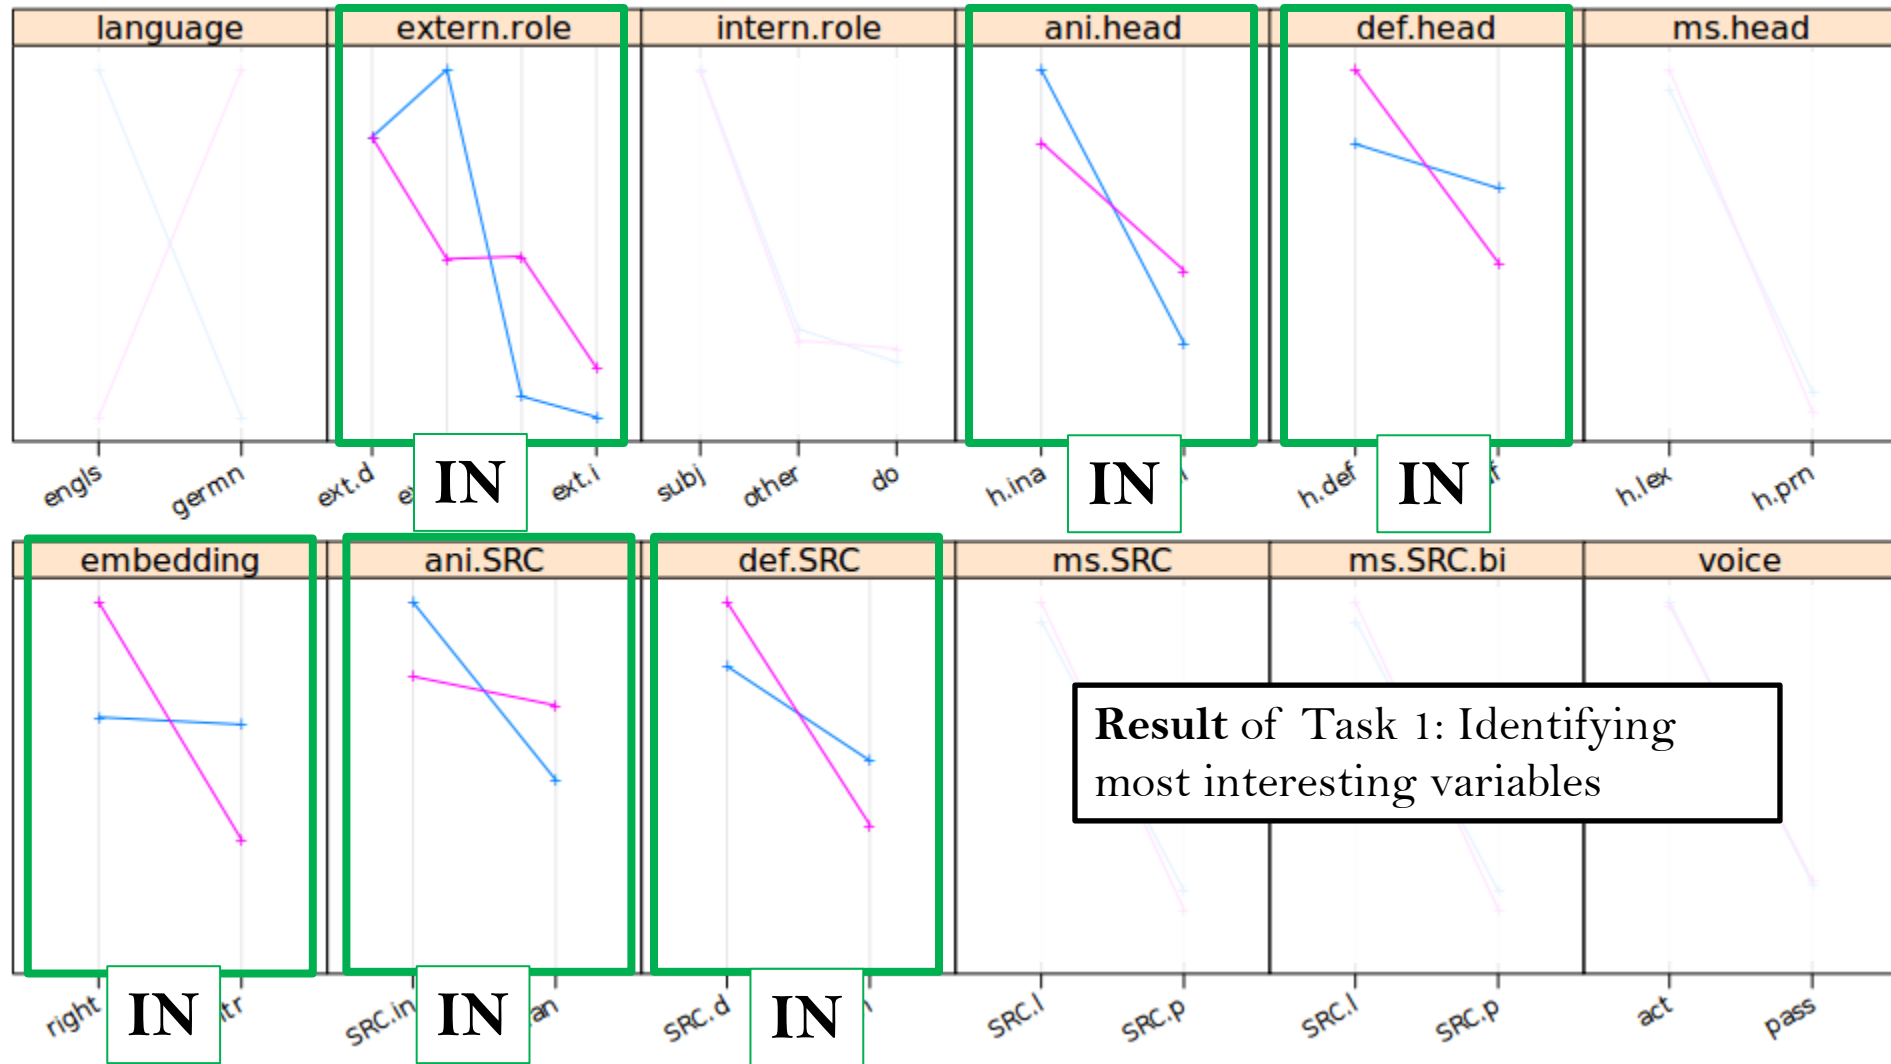 language extern.role intern.role ani.head def.head ms.head
engls germn ext.d ext.i subj other do h.ina h.def h.lex h.prn
IN IN IN
embedding ani.SRC def.SRC ms.SRC ms.SRC.bi voice
Result of Task 1: Identifying
most interesting variables
right SRC.in SRC.d SRC.l SRC.p SRC.l SRC.p act pass
IN IN IN